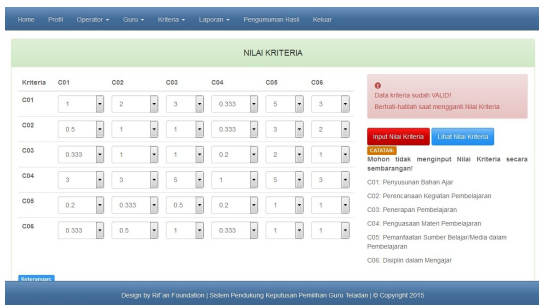 Home Profil Operator Guru Kriteria Laporan Pengumuman Hasil Keluar
NILAI KRITERIA
Kriteria C01 C02 C03 C04 C05 C06
C01 1 2 3 0.333 5 3
C02 0.5 1 1 0.333 3 2
C03 0.333 1 1 0.2 2 1
C04 3 3 5 1 5 3
C05 0.2 0.333 0.5 0.2 1 1
C06 0.333 0.5 1 0.333 1 1
Data kriteria sudah VALID!
Berhati-hatilah saat mengganti Nilai Kriteria
Input Nilai Kriteria Lihat Nilai Kriteria
CATATAN
Mohon tidak menginput Nilai Kriteria secara
sembarangan!
C01: Penyusunan Bahan Ajar
C02: Perencanaan Kegiatan Pembelajaran
C03: Penerapan Pembelajaran
C04: Penguasaan Materi Pembelajaran
C05: Pemanfaatan Sumber Belajar/Media dalam
Pembelajaran
C06: Disiplin dalam Mengajar
Keterangan:
Design by Rif'an Foundation | Sistem Pendukung Keputusan Pemilihan Guru Teladan | © Copyright 2015